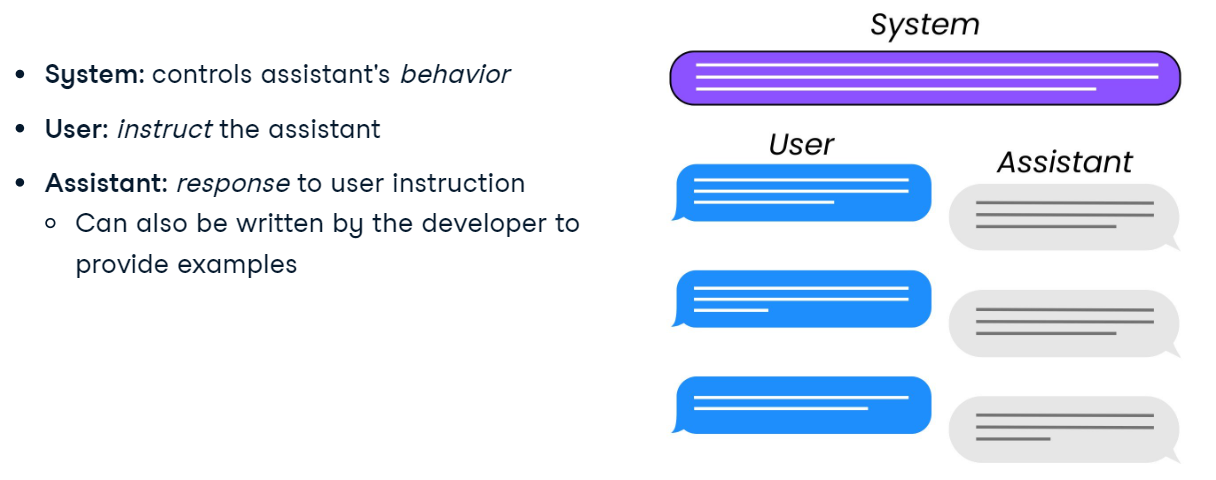 System: controls assistant's behavior
User: instruct the assistant
Assistant: response to user instruction
Can also be written by the developer to
provide examples
System
User
Assistant